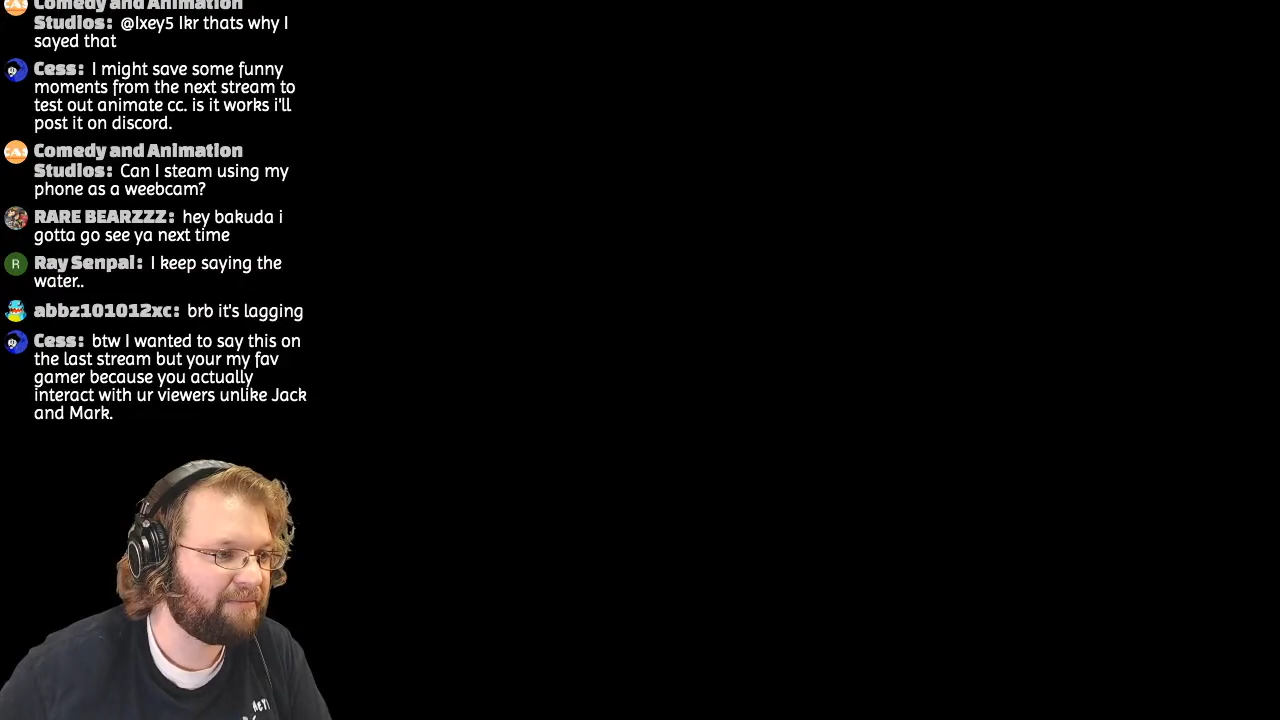 Comedy and Animation
Studios: @Ixey5 Ikr thats why I
sayed that
Cess: I might save some funny
moments from the next stream to
test out animate cc. is it works i'll
post it on discord.
CAS Comedy and Animation
Studios: Can I steam using my
phone as a weebcam?
RARE BEARZZZ: hey bakuda i
gotta go see ya next time
R Ray Senpai: I keep saying the
water..
abbz101012xc: brb it's lagging
Cess: btw I wanted to say this on
the last stream but your my fav
gamer because you actually
interact with ur viewers unlike Jack
and Mark.